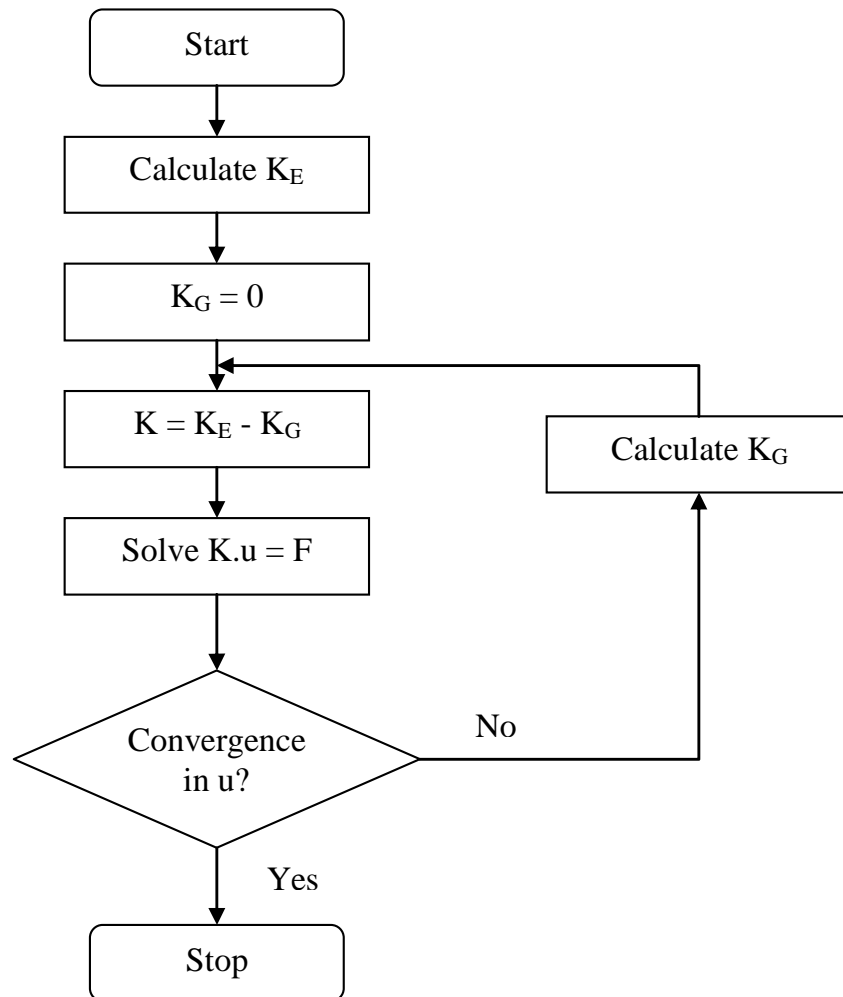 Start
Calculate K_E
K_G = 0
K = K_E - K_G
Calculate K_G
Solve K.u = F
Convergence
in u?
No
Yes
Stop